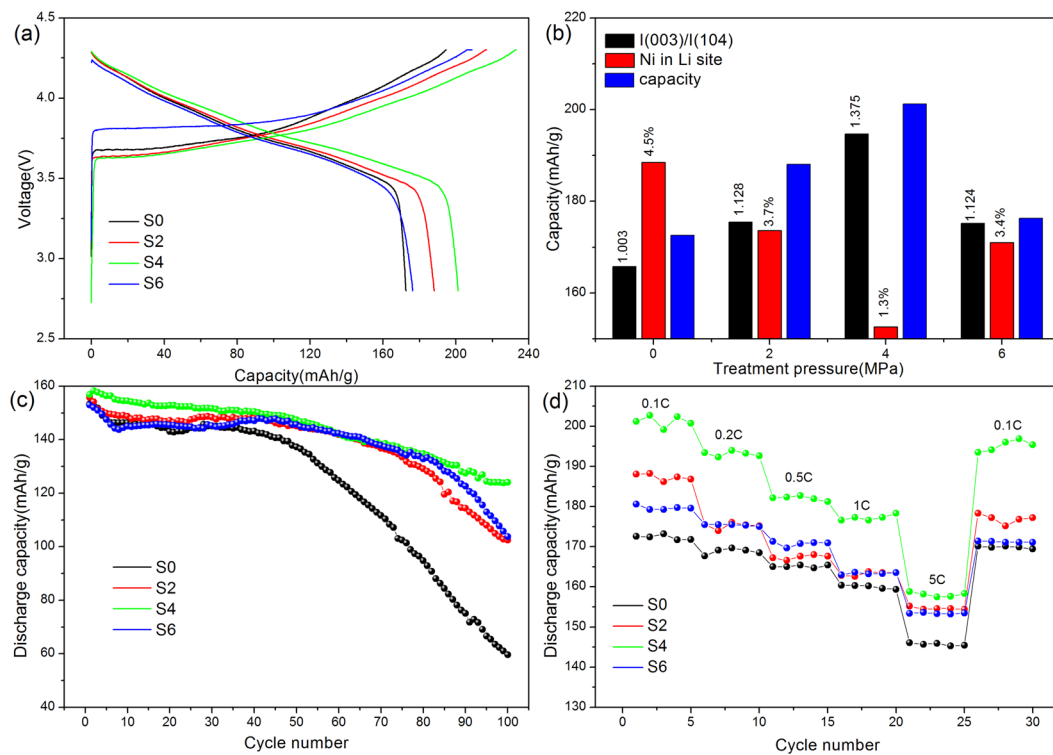 (a)
4.5
4.0
3.5
3.0
2.5
Voltage(V)
S0
S2
S4
S6
0 40 80 120 160 200 240
Capacity(mAh/g)
(b)
220
200
180
160
Capacity(mAh/g)
I(003)/I(104)
Ni in Li site
capacity
1.003
4.5%
1.128
3.7%
1.375
1.3%
1.124
3.4%
0 2 4 6
Treatment pressure(MPa)
(c)
160
140
120
100
80
60
40
Discharge capacity(mAh/g)
S0
S2
S4
S6
0 10 20 30 40 50 60 70 80 90 100
Cycle number
(d)
210
200
190
180
170
160
150
140
130
Discharge capacity(mAh/g)
0.1C
0.2C
0.5C
1C
5C
0.1C
S0
S2
S4
S6
0 5 10 15 20 25 30
Cycle number